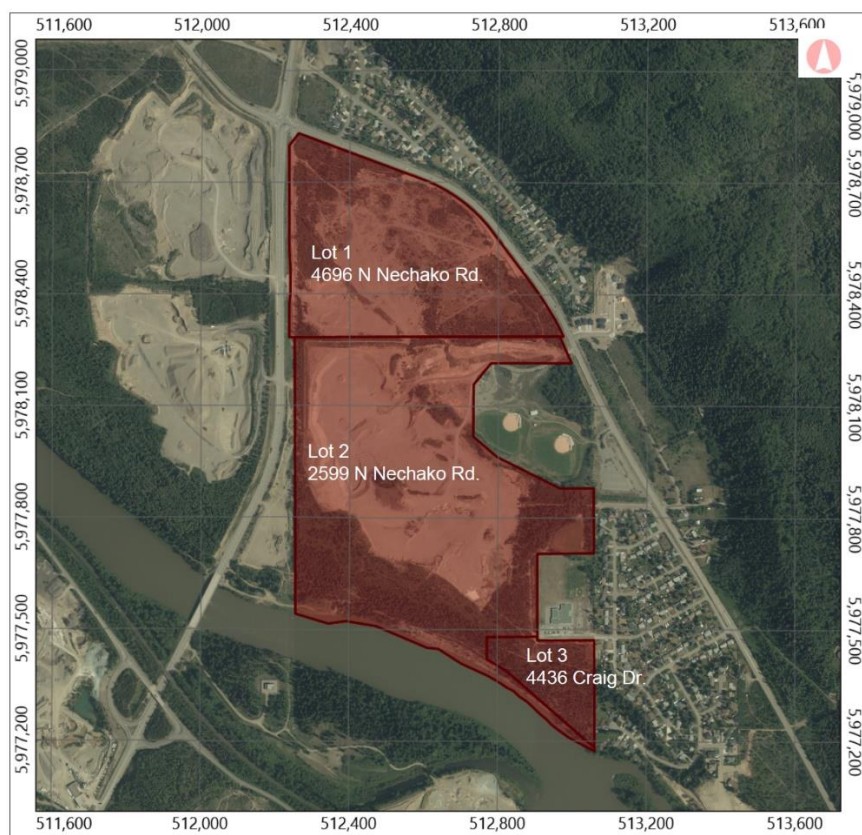 511,600 512,000 512,400 512,800 513,200 513,600
5,979,000 5,979,000
5,978,700 5,978,700
Lot 1
4696 N Nechako Rd.
5,978,400 5,978,400
5,978,100 5,978,100
Lot 2
2599 N Nechako Rd.
5,977,800 5,977,800
5,977,500 5,977,500
Lot 3
4436 Craig Dr.
5,977,200 5,977,200
511,600 512,000 512,400 512,800 513,200 513,600